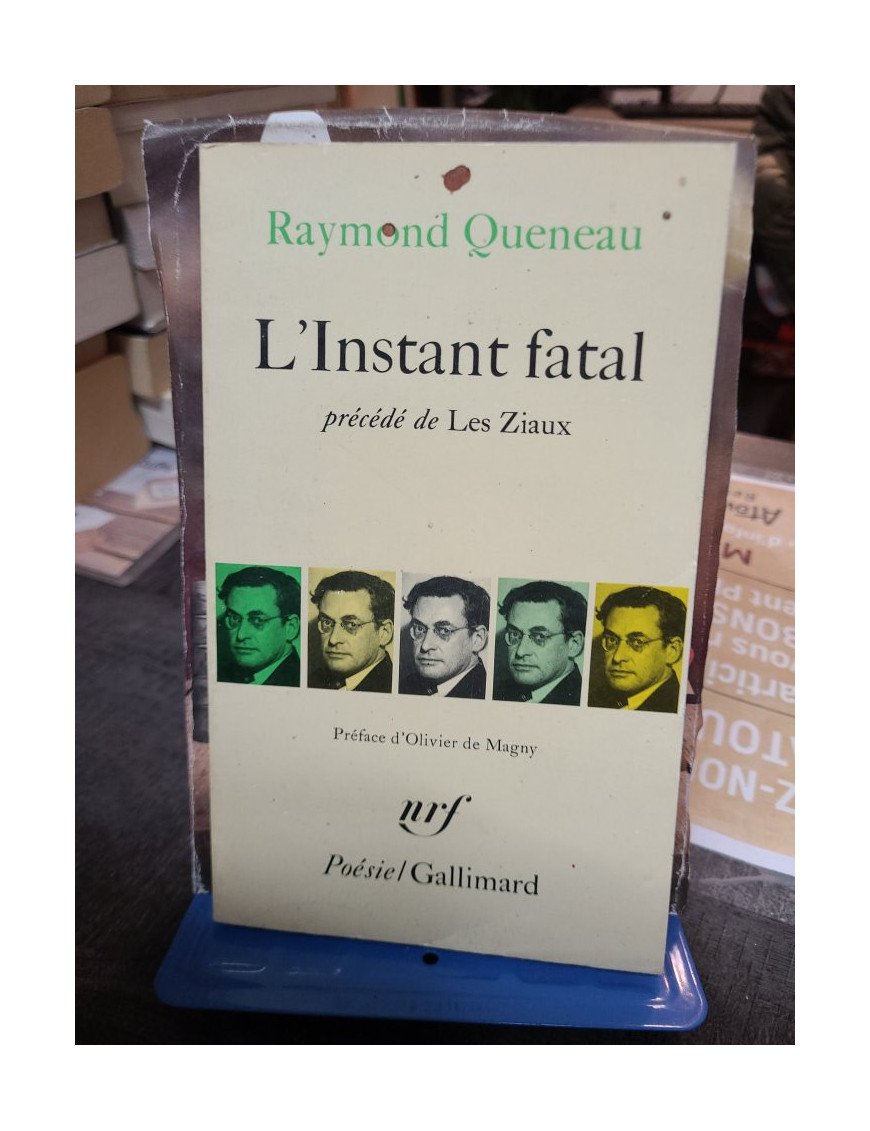 Raymond Queneau
L'Instant fatal
précédé de Les Ziaux
Préface d'Olivier de Magny
nrf
Poésie/Gallimard